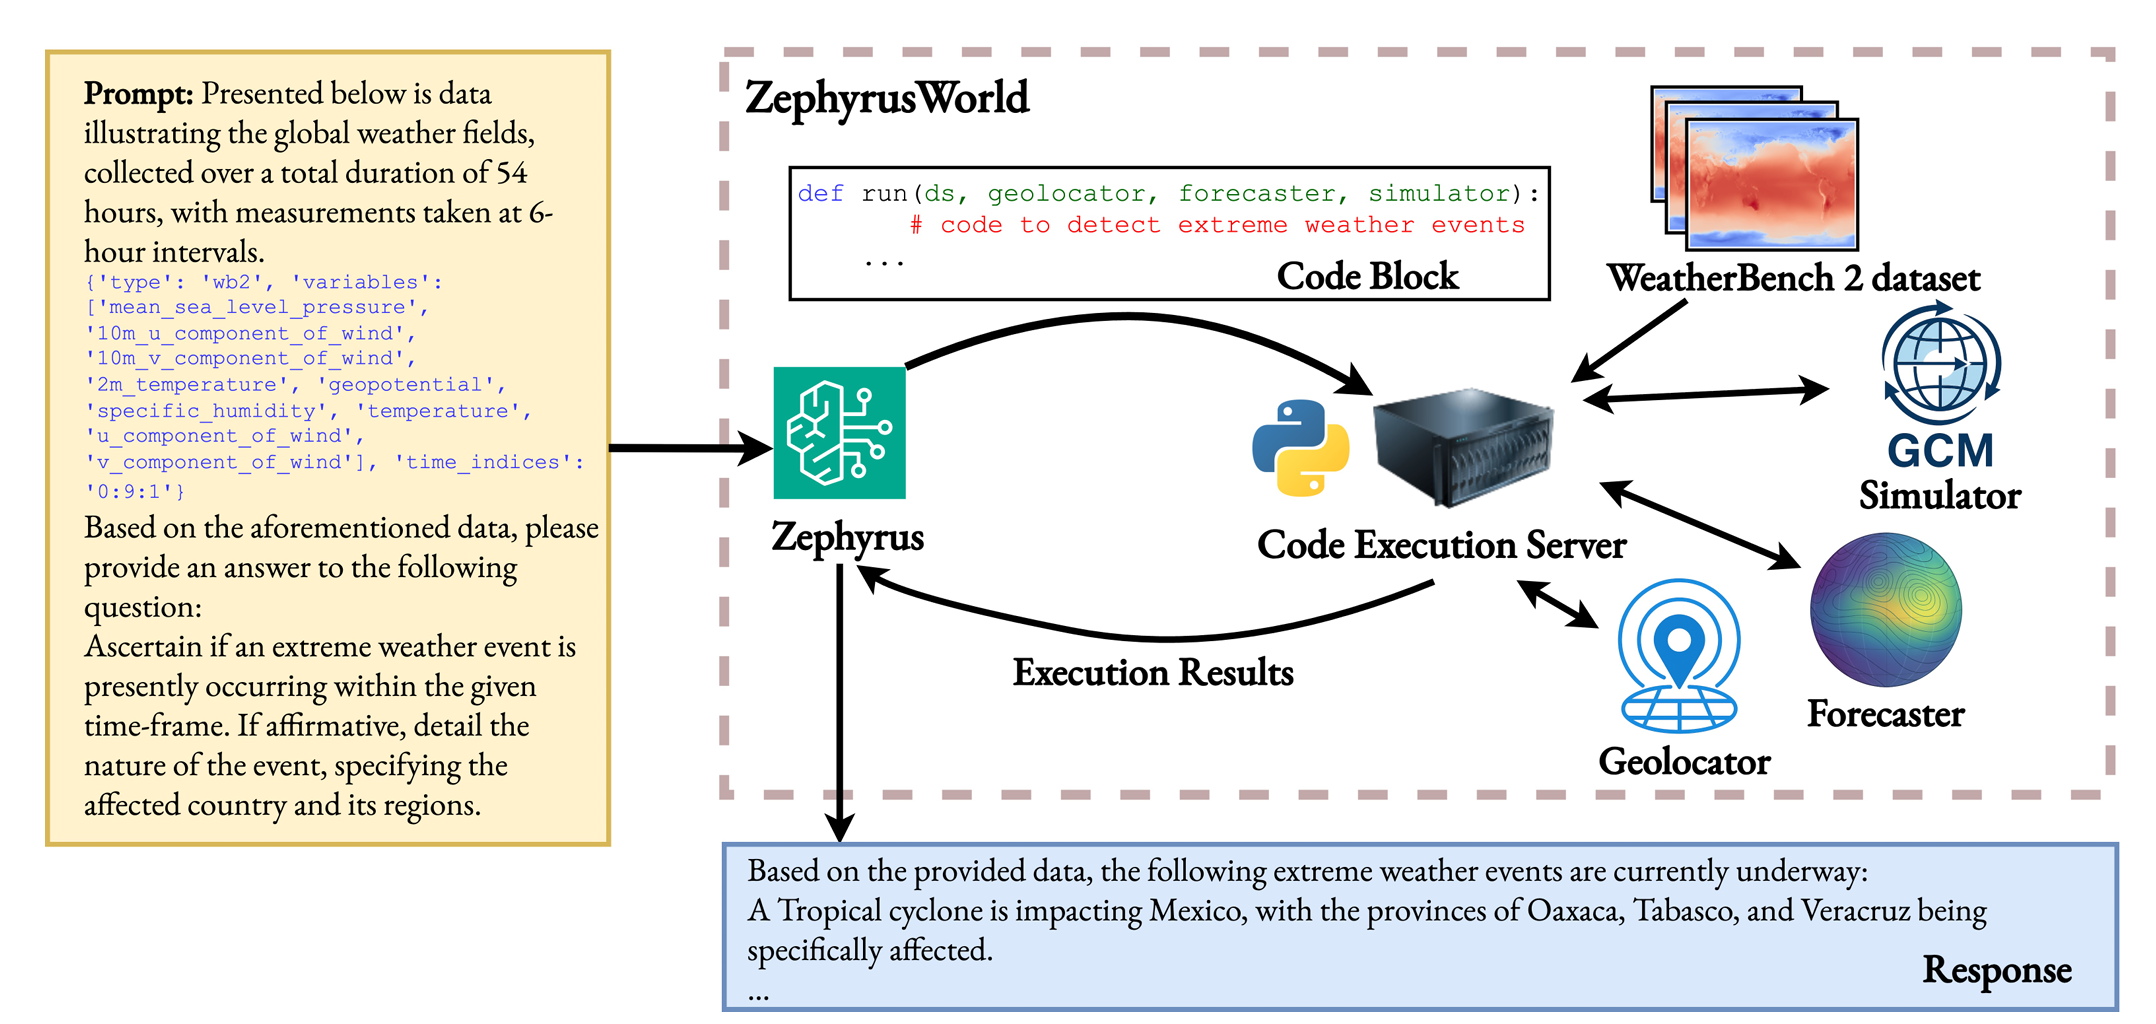 Prompt: Presented below is data
illustrating the global weather fields,
collected over a total duration of 54
hours, with measurements taken at 6-
hour intervals.
{'type': 'wb2', 'variables':
['mean_sea_level_pressure',
'10m_u_component_of_wind',
'10m_v_component_of_wind',
'2m_temperature', 'geopotential',
'specific_humidity', 'temperature',
'u_component_of_wind',
'v_component_of_wind'], 'time_indices':
'0:9:1'}
Based on the aforementioned data, please
provide an answer to the following
question:
Ascertain if an extreme weather event is
presently occurring within the given
time-frame. If affirmative, detail the
nature of the event, specifying the
affected country and its regions.
ZephyrusWorld
def run(ds, geolocator, forecaster, simulator):
# code to detect extreme weather events
...
Code Block
WeatherBench 2 dataset
GCM
Simulator
Zephyrus
Code Execution Server
Execution Results
Geolocator
Forecaster
Based on the provided data, the following extreme weather events are currently underway:
A Tropical cyclone is impacting Mexico, with the provinces of Oaxaca, Tabasco, and Veracruz being
specifically affected.
...
Response